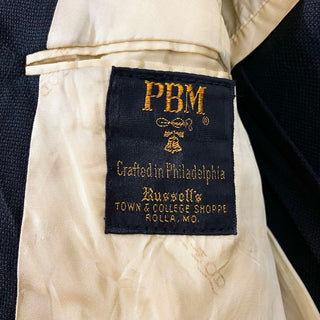 PBM
®
Crafted in Philadelphia
Russell's
TOWN & COLLEGE SHOPPE
ROLLA, MO.